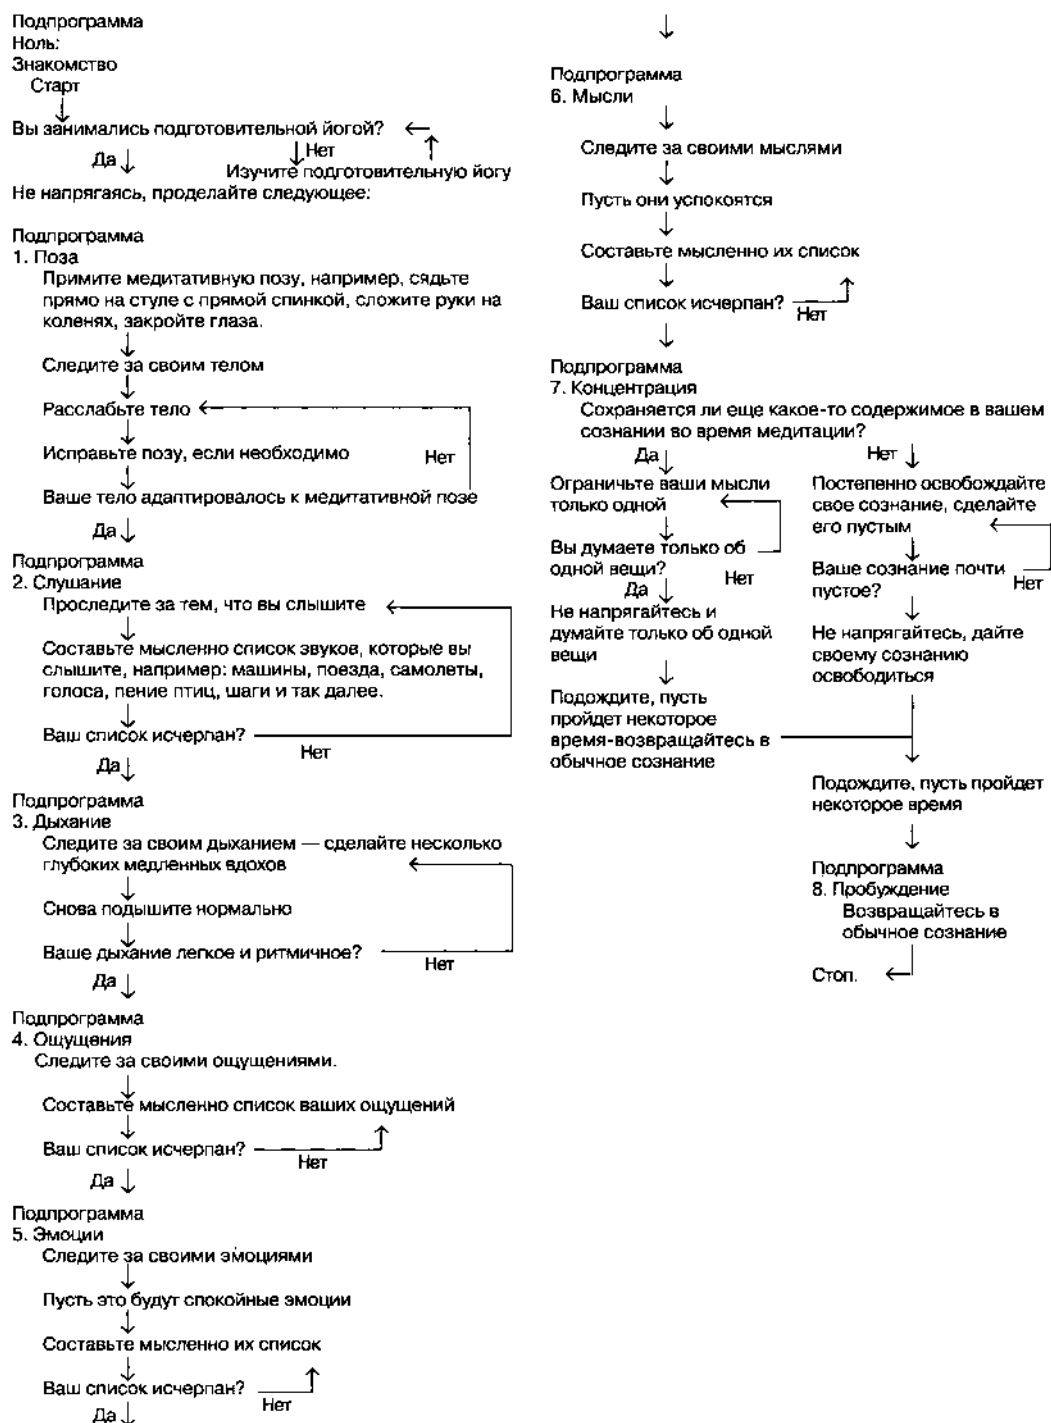 Подпрограмма
Ноль:
Знакомство
Старт
Вы занимались подготовительной йогой?
Да
Нет
Изучите подготовительную йогу
Не напрягаясь, проделайте следующее:
Подпрограмма
1. Поза
Примите медитативную позу, например, сядьте
прямо на стуле с прямой спинкой, сложите руки на
коленях, закройте глаза.
Следите за своим телом
Расслабьте тело
Исправьте позу, если необходимо
Нет
Ваше тело адаптировалось к медитативной позе
Да
Подпрограмма
2. Слушание
Проследите за тем, что вы слышите
Составьте мысленно список звуков, которые вы
слышите, например: машины, поезда, самолеты,
голоса, пение птиц, шаги и так далее.
Ваш список исчерпан?
Нет
Да
Подпрограмма
3. Дыхание
Следите за своим дыханием — сделайте несколько
глубоких медленных вдохов
Снова подышите нормально
Ваше дыхание легкое и ритмичное?
Нет
Да
Подпрограмма
4. Ощущения
Следите за своими ощущениями.
Составьте мысленно список ваших ощущений
Ваш список исчерпан?
Нет
Да
Подпрограмма
5. Эмоции
Следите за своими эмоциями
Пусть это будут спокойные эмоции
Составьте мысленно их список
Ваш список исчерпан?
Нет
Да
Подпрограмма
6. Мысли
Следите за своими мыслями
Пусть они успокоятся
Составьте мысленно их список
Ваш список исчерпан?
Нет
Подпрограмма
7. Концентрация
Сохраняется ли еще какое-то содержимое в вашем
сознании во время медитации?
Да
Ограничьте ваши мысли
только одной
Вы думаете только об
одной вещи?
Нет
Да
Не напрягайтесь и
думайте только об одной
вещи
Подождите, пусть
пройдет некоторое
время-возвращайтесь в
обычное сознание
Нет
Постепенно освобождайте
свое сознание, сделайте
его пустым
Ваше сознание почти
пустое?
Нет
Не напрягайтесь, дайте
своему сознанию
освободиться
Подождите, пусть пройдет
некоторое время
Подпрограмма
8. Пробуждение
Возвращайтесь в
обычное сознание
Стоп.